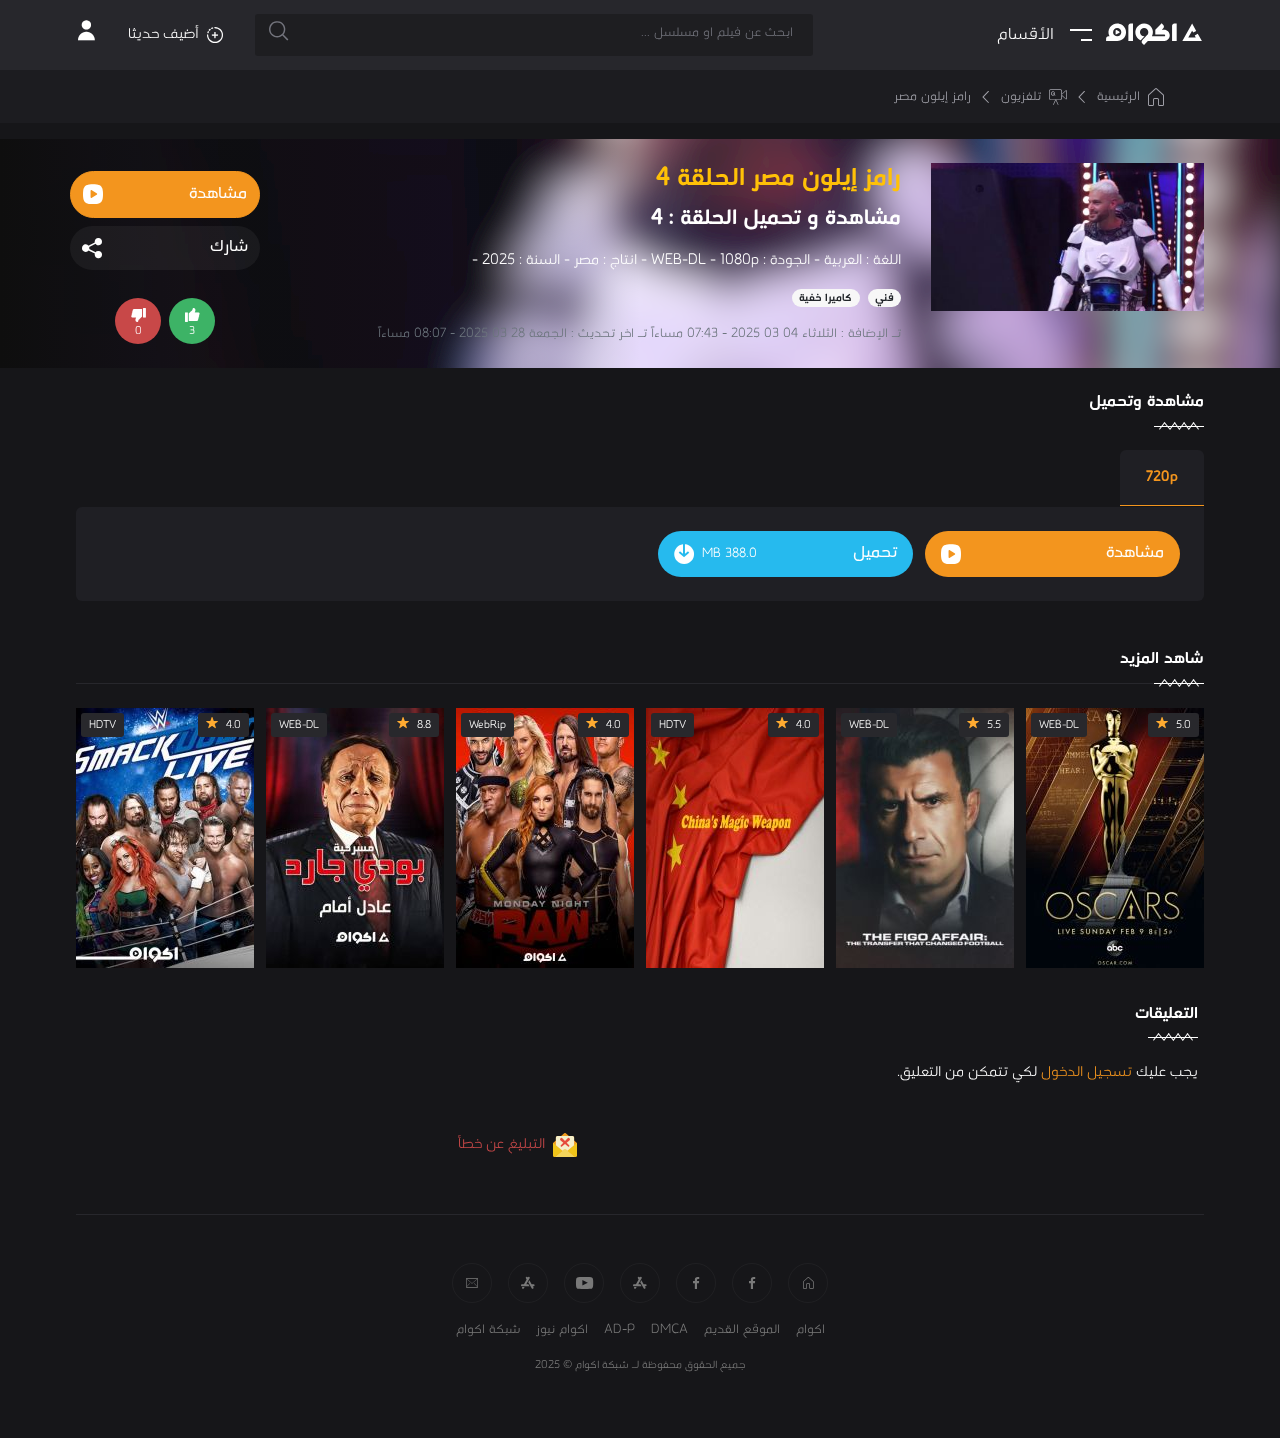 اكوام
الأقسام
ابحث عن فيلم او مسلسل ...
أضيف حديثا
الرئيسية
تلفزيون
رامز إيلون مصر
رامز إيلون مصر الحلقة 4
مشاهدة و تحميل الحلقة : 4
اللغة : العربية - الجودة : WEB-DL - 1080p - انتاج : مصر - السنة : 2025 -
فني
كاميرا خفية
تـ الإضافة : الثلاثاء 04 03 2025 - 07:43 مساءاً تـ اخر تحديث : الجمعة 28 03 2025 - 08:07 مساءاً
مشاهدة
شارك
3
0
مشاهدة وتحميل
720p
مشاهدة
تحميل
388.0 MB
شاهد المزيد
5.0
WEB-DL
HEAR:
OSCARS
LIVE SUNDAY FEB 9 8E|5P
abc
OSCAR.COM
5.5
WEB-DL
THE FIGO AFFAIR:
THE TRANSFER THAT CHANGED FOOTBALL
4.0
HDTV
China's Magic Weapon
4.0
WebRip
MONDAY NIGHT
RAW
اكوام
8.8
WEB-DL
مسرحية
بودي جارد
عادل أمام
اكوام
4.0
HDTV
SMACKDOWN
LIVE
اكوام
التعليقات
يجب عليك تسجيل الدخول لكي تتمكن من التعليق.
التبليغ عن خطأ
اكوام
الموقع القديم
DMCA
AD-P
اكوام نيوز
شبكة اكوام
جميع الحقوق محفوظة لـ شبكة اكوام © 2025